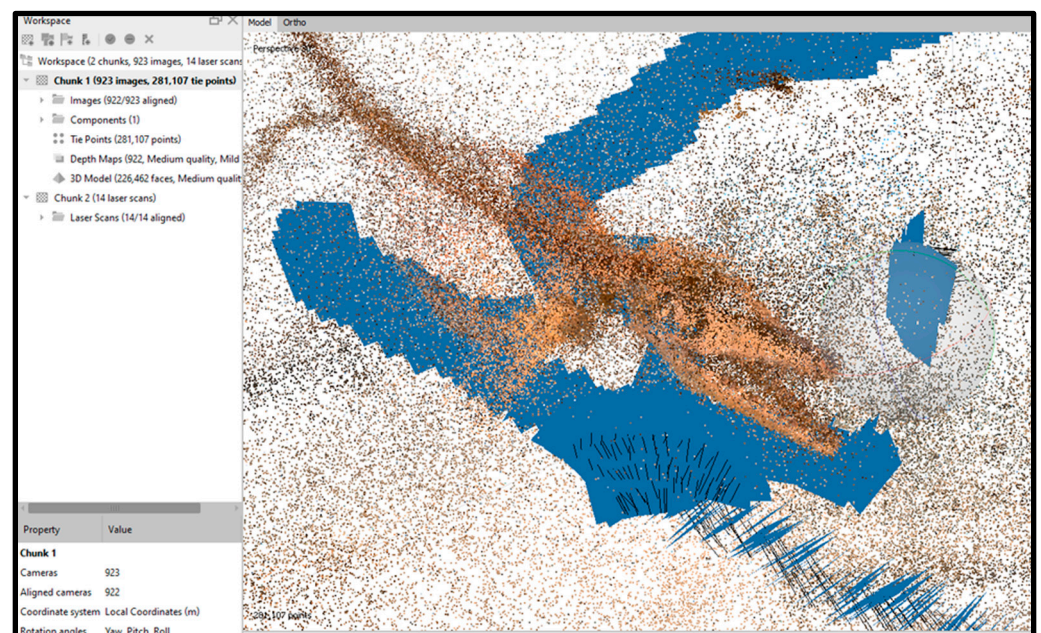 Workspace
Workspace (2 chunks, 923 images, 14 laser scans
Chunk 1 (923 images, 281,107 tie points)
Images (922/923 aligned)
Components (1)
Tie Points (281,107 points)
Depth Maps (922, Medium quality, Mild
3D Model (226,462 faces, Medium qualit
Chunk 2 (14 laser scans)
Laser Scans (14/14 aligned)
Property Value
Chunk 1
Cameras 923
Aligned cameras 922
Coordinate system Local Coordinates (m)
Rotation angles Yaw, Pitch, Roll
Model Ortho
Perspective 30°
281,107 points